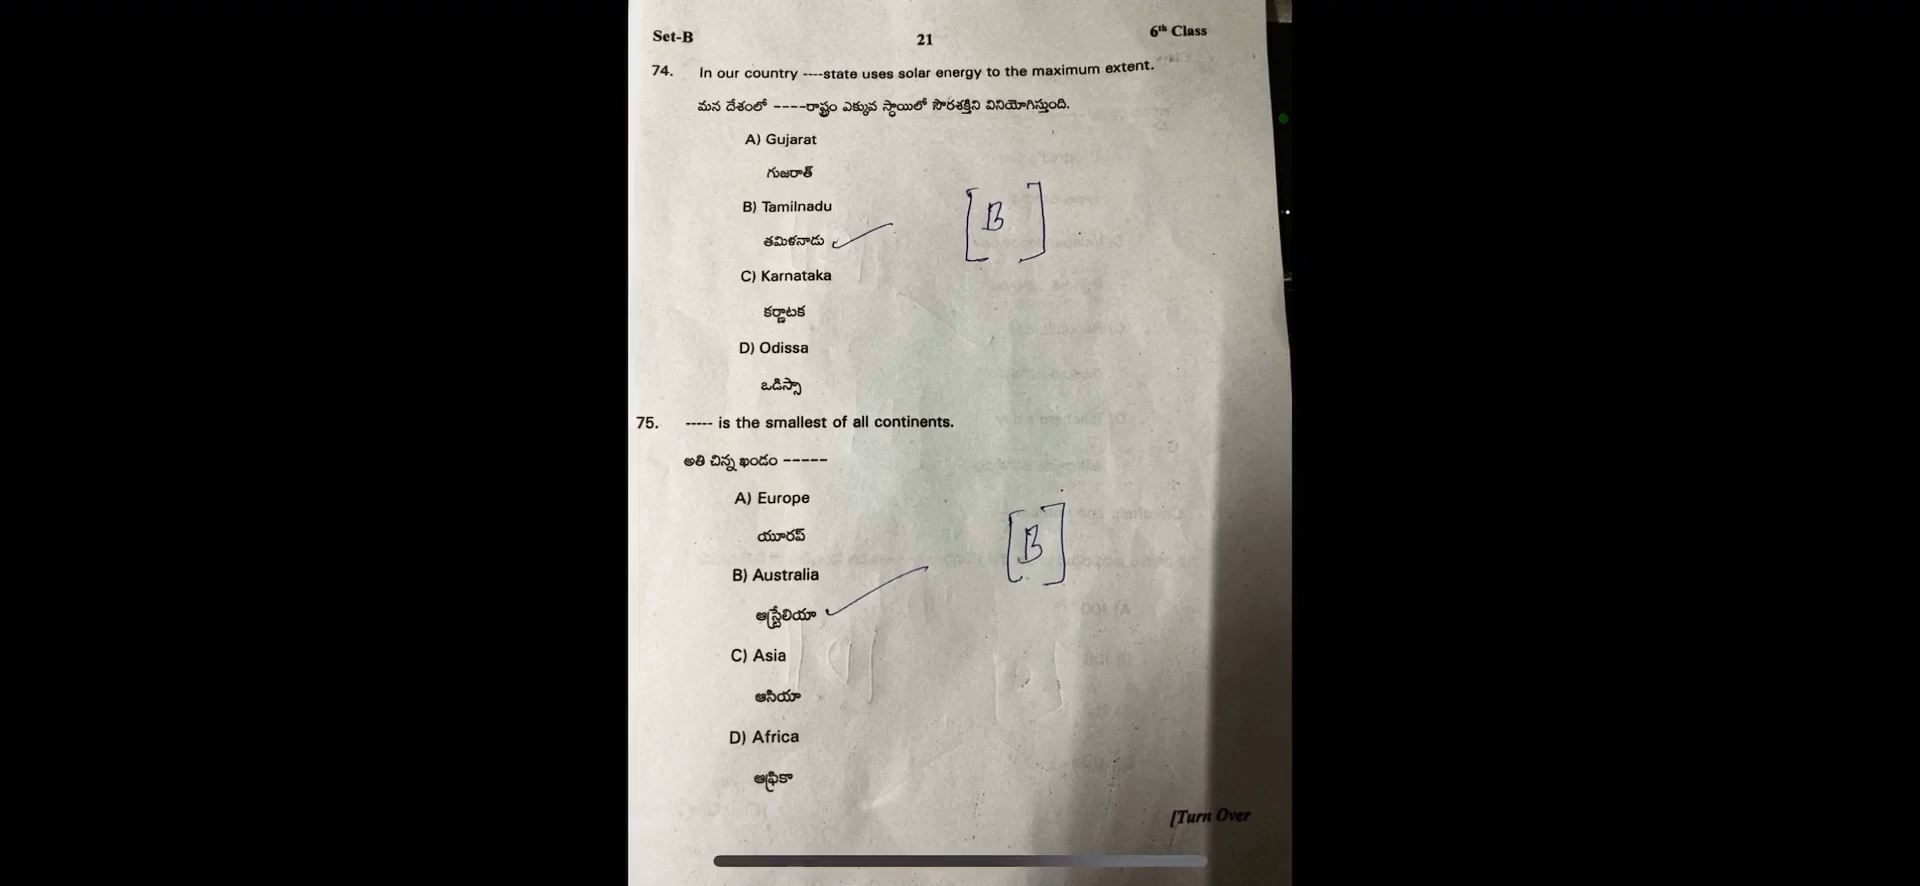 Set-B 21 6th Class
74. In our country ----state uses solar energy to the maximum extent.
మన దేశంలో ----రాష్ట్రం ఎక్కువ స్థాయిలో సౌరశక్తిని వినియోగిస్తుంది.
A) Gujarat
గుజరాత్
B) Tamilnadu
తమిళనాడు
[B]
C) Karnataka
కర్ణాటక
D) Odissa
ఒడిస్సా
75. ----- is the smallest of all continents.
అతి చిన్న ఖండం -----
A) Europe
యూరప్
B) Australia
ఆస్ట్రేలియా
[B]
C) Asia
ఆసియా
D) Africa
ఆఫ్రికా
[Turn Over